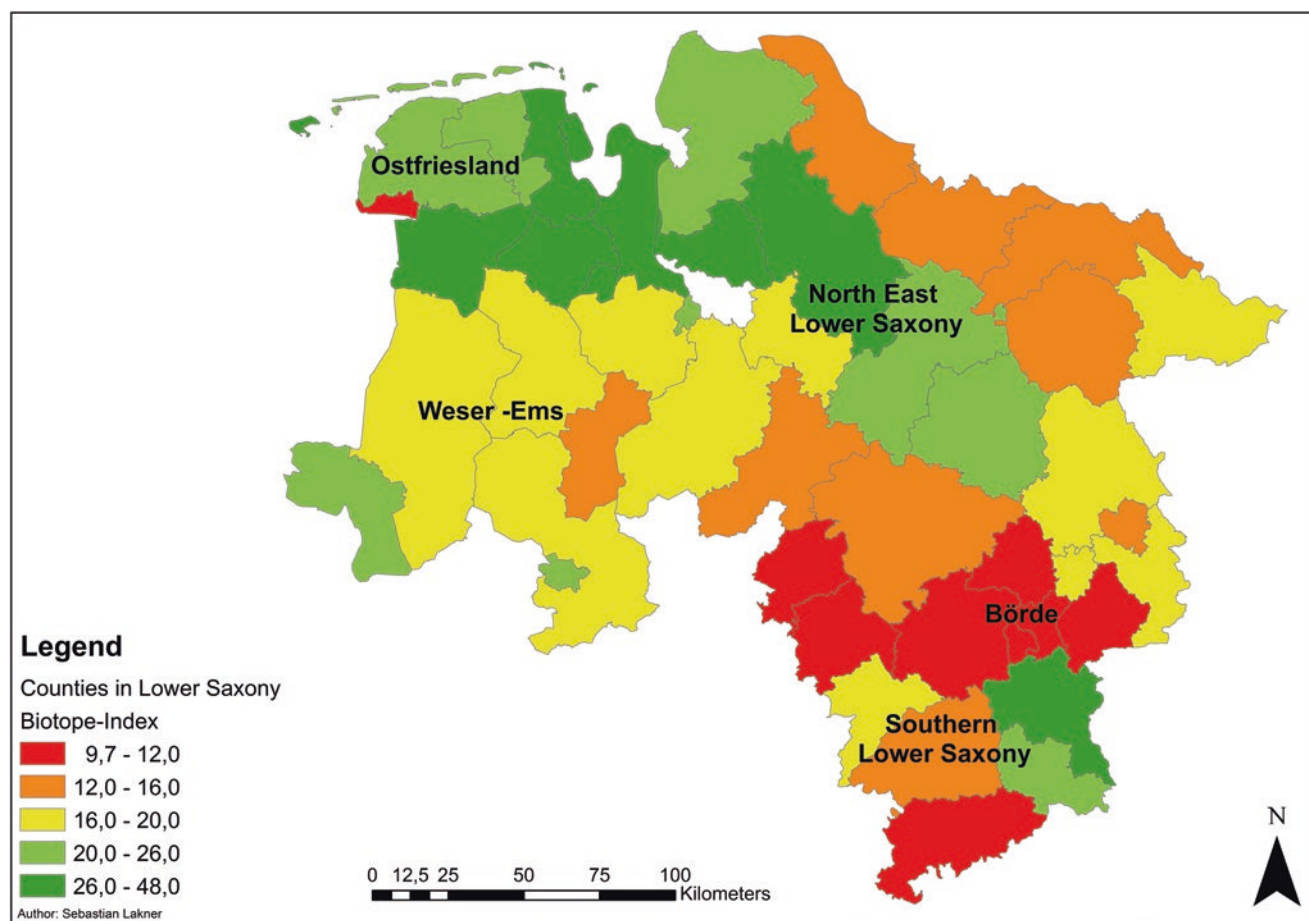 Ostfriesland
North East
Lower Saxony
Weser -Ems
Börde
Southern
Lower Saxony
Legend
Counties in Lower Saxony
Biotope-Index
9,7 - 12,0
12,0 - 16,0
16,0 - 20,0
20,0 - 26,0
26,0 - 48,0
Author: Sebastian Lakner
0 12,5 25 50 75 100
Kilometers
N